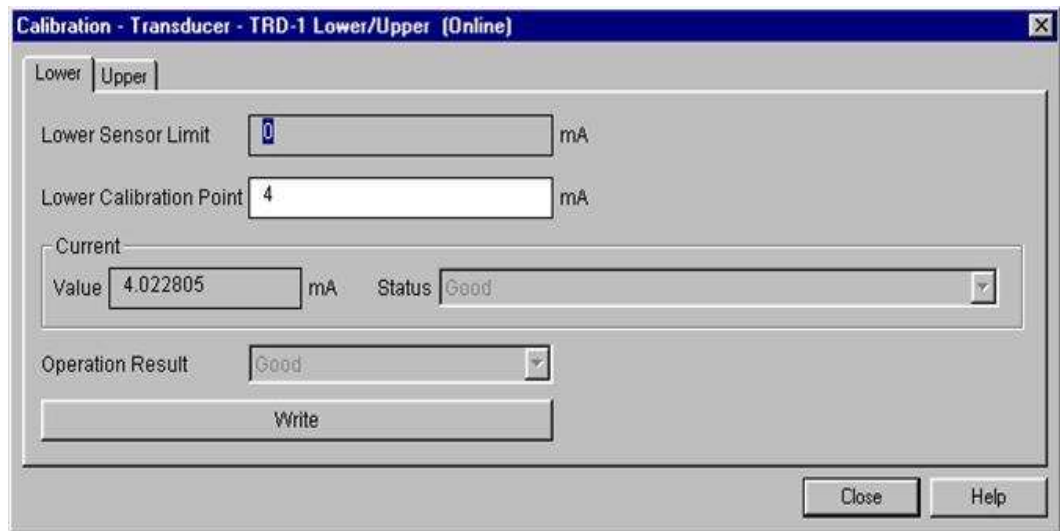 Calibration - Transducer - TRD-1 Lower/Upper (Online)
Lower Upper
Lower Sensor Limit 0 mA
Lower Calibration Point 4 mA
Current
Value 4.022805 mA Status Good
Operation Result Good
Write
Close Help